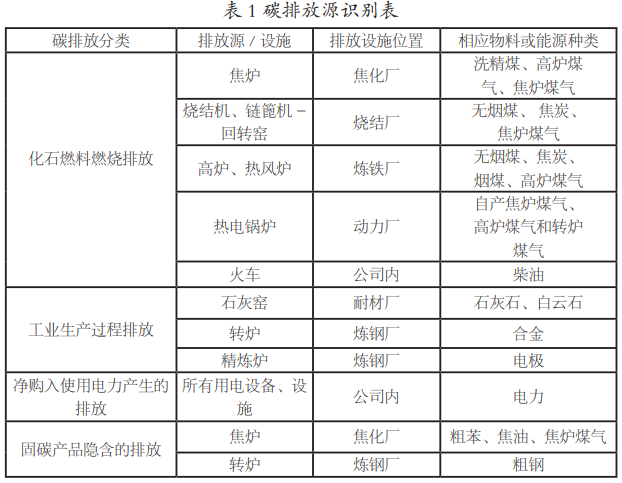 表 1 碳排放源识别表
碳排放分类 排放源 / 设施 排放设施位置 相应物料或能源种类
化石燃料燃烧排放
焦炉 焦化厂 洗精煤、高炉煤
气、焦炉煤气
烧结机、链篦机 -
回转窑
烧结厂
无烟煤、 焦炭、
焦炉煤气
高炉、热风炉 炼铁厂
无烟煤、焦炭、
烟煤、高炉煤气
热电锅炉 动力厂
自产焦炉煤气、
高炉煤气和转炉
煤气
火车 公司内 柴油
工业生产过程排放
石灰窑 耐材厂 石灰石、白云石
转炉 炼钢厂 合金
精炼炉 炼钢厂 电极
净购入使用电力产生的
排放
所有用电设备、设
施
公司内 电力
固碳产品隐含的排放
焦炉 焦化厂 粗苯、焦油、焦炉煤气
转炉 炼钢厂 粗钢